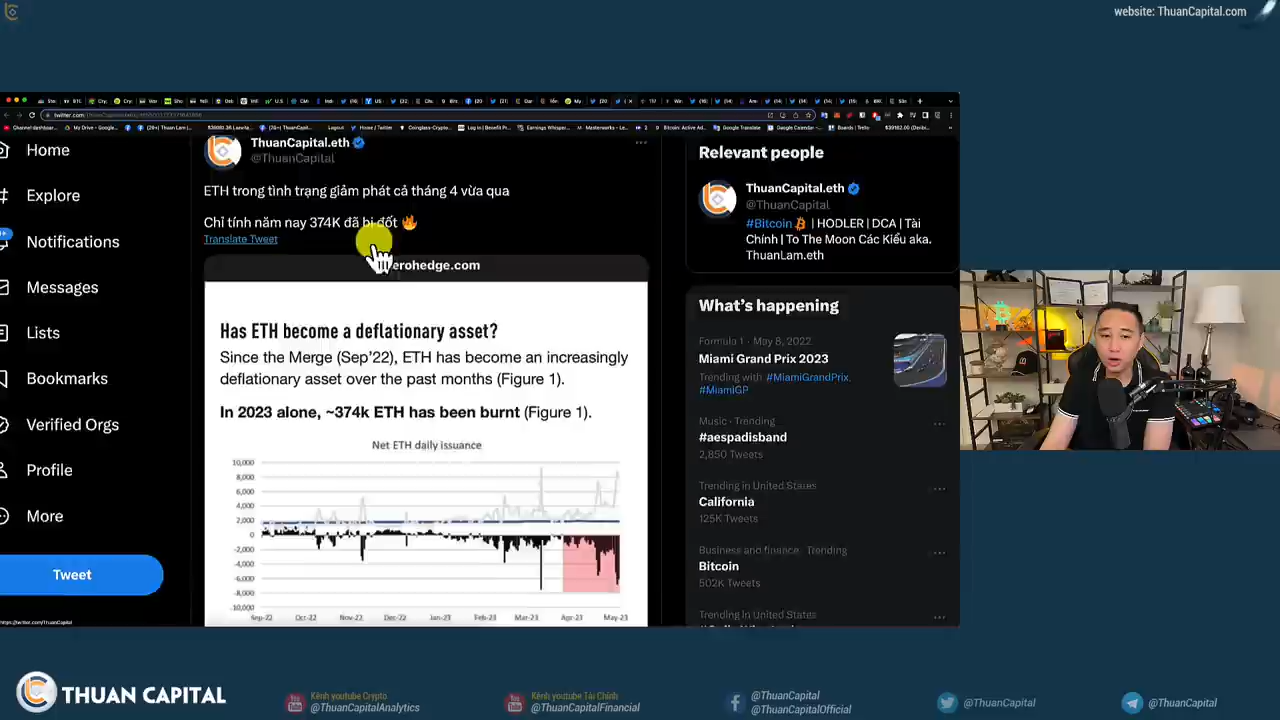 website: ThuanCapital.com
Home
Explore
Notifications
Messages
Lists
Bookmarks
Verified Orgs
Profile
More
Tweet
ThuanCapital.eth
@ThuanCapital
ETH trong tình trạng giảm phát cả tháng 4 vừa qua
Chỉ tính năm nay 374K đã bị đốt 🔥
Translate Tweet
erohedge.com
Has ETH become a deflationary asset?
Since the Merge (Sep'22), ETH has become an increasingly
deflationary asset over the past months (Figure 1).
In 2023 alone, ~374k ETH has been burnt (Figure 1).
Net ETH daily issuance
10,000
8,000
6,000
4,000
2,000
0
-2,000
-4,000
-6,000
-8,000
-10,000
Sep-22 Oct-22 Nov-22 Dec-22 Jan-23 Feb-23 Mar-23 Apr-23 May-23
Relevant people
ThuanCapital.eth
@ThuanCapital
#Bitcoin | HODLER | DCA | Tài
Chính | To The Moon Các Kiểu aka.
ThuanLam.eth
What's happening
Formula 1 · May 8, 2022
Miami Grand Prix 2023
Trending with #MiamiGrandPrix,
#MiamiGP
Music · Trending
#aespadisband
2,850 Tweets
Trending in United States
California
125K Tweets
Business and finance · Trending
Bitcoin
502K Tweets
Trending in United States
https://twitter.com/ThuanCapital
THUAN CAPITAL
Kênh youtube Crypto
@ThuanCapitalAnalytics
Kênh youtube Tài Chính
@ThuanCapitalFinancial
@ThuanCapital
@ThuanCapitalOfficial
@ThuanCapital
@ThuanCapital